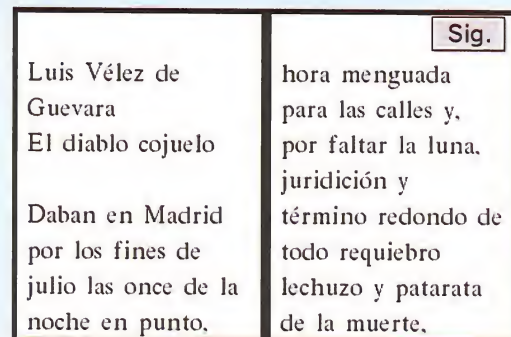 Sig.
Luis Vélez de
Guevara
El diablo cojuelo
Daban en Madrid
por los fines de
julio las once de la
noche en punto,
hora menguada
para las calles y,
por faltar la luna,
juridición y
término redondo de
todo requiebro
lechuzo y patarata
de la muerte,